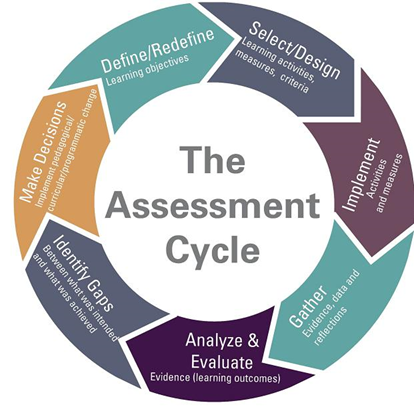 The
Assessment
Cycle
Define/Redefine
Learning objectives
Select/Design
Learning activities,
measures, criteria
Implement
Activities
and measures
Gather
Evidence, data and
reflections
Analyze &
Evaluate
Evidence (learning outcomes)
Identify Gaps
Between what was intended
and what was achieved
Make Decisions
Implement pedagogical/
curricular/programmatic change